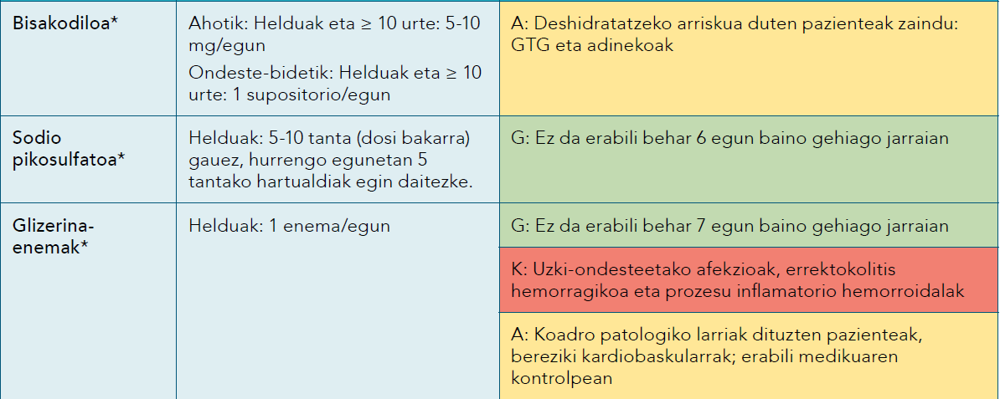 Bisakodiloa*
Ahotik: Helduak eta ≥ 10 urte: 5-10
mg/egun
Ondeste-bidetik: Helduak eta ≥ 10
urte: 1 supositorio/egun
A: Deshidratatzeko arriskua duten pazienteak zaindu:
GTG eta adinekoak
Sodio
pikosulfatoa*
Helduak: 5-10 tanta (dosi bakarra)
gauez, hurrengo egunetan 5
tantako hartualdiak egin daitezke.
G: Ez da erabili behar 6 egun baino gehiago jarraian
Glizerina-
enemak*
Helduak: 1 enema/egun
G: Ez da erabili behar 7 egun baino gehiago jarraian
K: Uzki-ondesteetako afekzioak, errektokolitis
hemorragikoa eta prozesu inflamatorio hemorroidalak
A: Koadro patologiko larriak dituzten pazienteak,
bereziki kardiobaskularrak; erabili medikuaren
kontrolpean